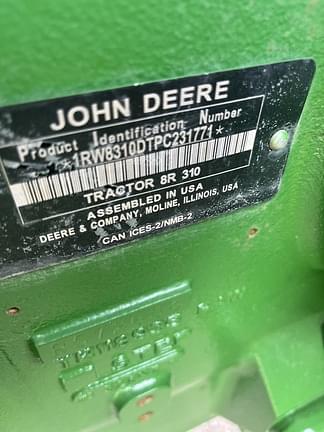 JOHN DEERE
Product Identification Number
*1RW8310DTPC231771*
TRACTOR 8R 310
ASSEMBLED IN USA
DEERE & COMPANY, MOLINE, ILLINOIS, USA
CAN ICES-2/NMB-2